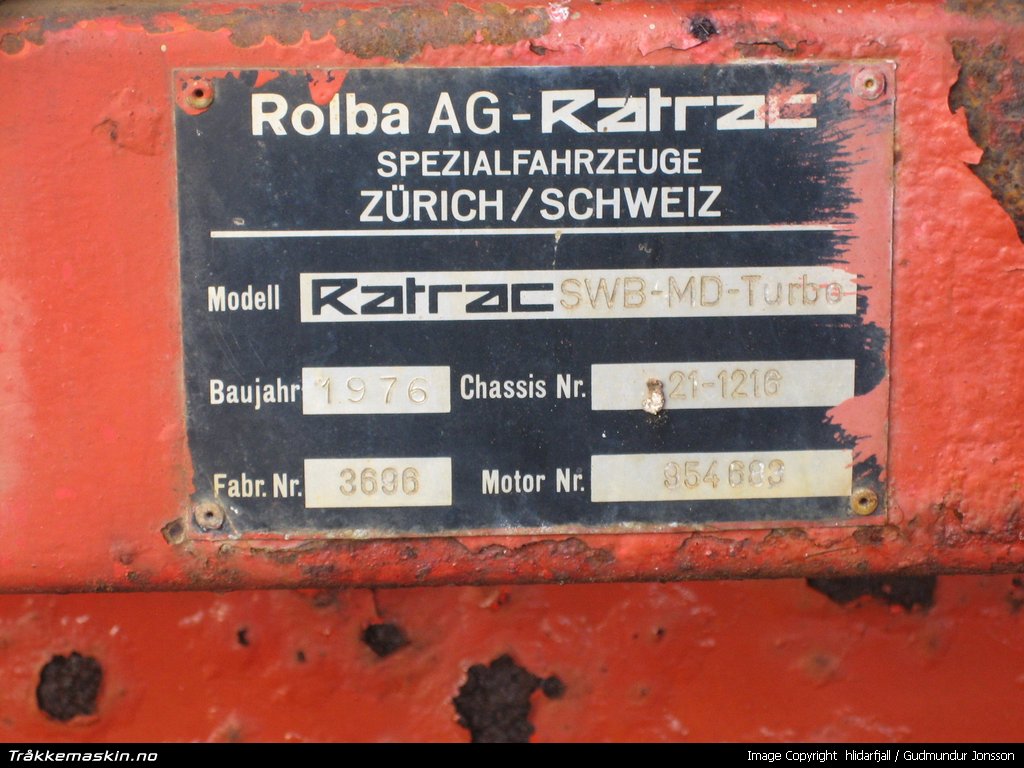 Rolba AG - Ratrac
SPEZIALFAHRZEUGE
ZÜRICH / SCHWEIZ
Modell Ratrac SWB-MD-Turbo
Baujahr 1976 Chassis Nr. 21-1216
Fabr. Nr. 3696 Motor Nr. 954689
Tråkkemaskin.no Image Copyright hlidarfjall / Gudmundur Jonsson